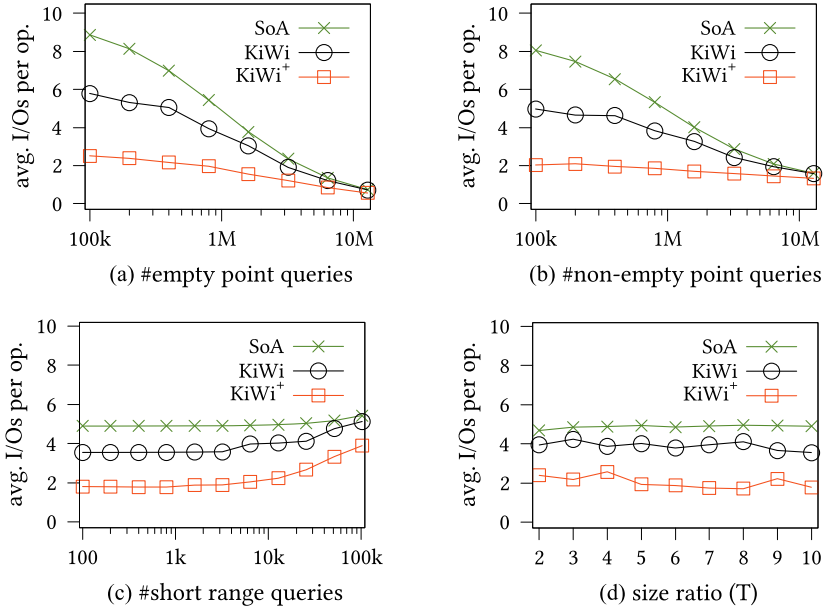 avg. I/Os per op.
10
8
6
4
2
0
SoA
KiWi
KiWi+
100k 1M 10M
(a) #empty point queries
avg. I/Os per op.
10
8
6
4
2
0
SoA
KiWi
KiWi+
100k 1M 10M
(b) #non-empty point queries
avg. I/Os per op.
10
8
6
4
2
0
SoA
KiWi
KiWi+
100 1k 10k 100k
(c) #short range queries
avg. I/Os per op.
10
8
6
4
2
0
SoA
KiWi
KiWi+
2 3 4 5 6 7 8 9 10
(d) size ratio (T)